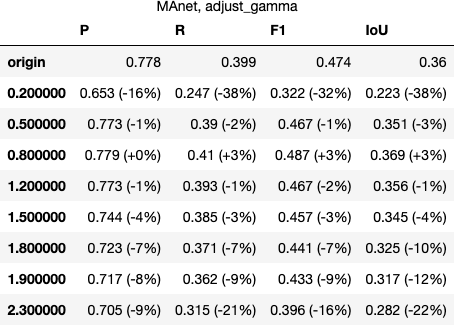 MAnet, adjust_gamma
P R F1 IoU
origin 0.778 0.399 0.474 0.36
0.200000 0.653 (-16%) 0.247 (-38%) 0.322 (-32%) 0.223 (-38%)
0.500000 0.773 (-1%) 0.39 (-2%) 0.467 (-1%) 0.351 (-3%)
0.800000 0.779 (+0%) 0.41 (+3%) 0.487 (+3%) 0.369 (+3%)
1.200000 0.773 (-1%) 0.393 (-1%) 0.467 (-2%) 0.356 (-1%)
1.500000 0.744 (-4%) 0.385 (-3%) 0.457 (-3%) 0.345 (-4%)
1.800000 0.723 (-7%) 0.371 (-7%) 0.441 (-7%) 0.325 (-10%)
1.900000 0.717 (-8%) 0.362 (-9%) 0.433 (-9%) 0.317 (-12%)
2.300000 0.705 (-9%) 0.315 (-21%) 0.396 (-16%) 0.282 (-22%)